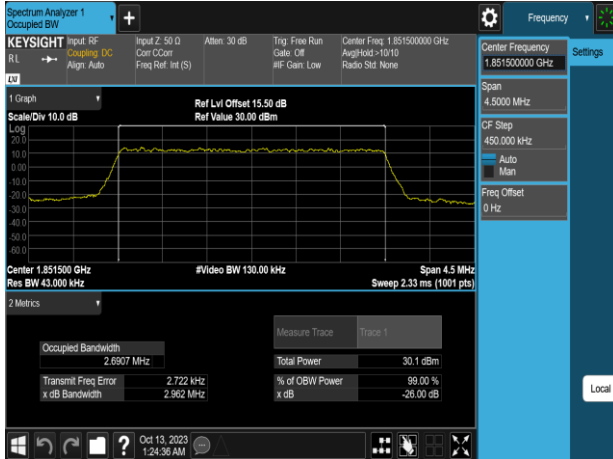 Spectrum Analyzer 1
Occupied BW
+
Frequency
KEYSIGHT
RL
LXI
Input: RF
Coupling: DC
Align: Auto
Input Z: 50 Ω
Corr CCorr
Freq Ref: Int (S)
Atten: 30 dB
Trig: Free Run
Gate: Off
#IF Gain: Low
Center Freq: 1.851500000 GHz
Avg|Hold:>10/10
Radio Std: None
Center Frequency
1.851500000 GHz
Settings
Span
4.5000 MHz
CF Step
450.000 kHz
Auto
Man
Freq Offset
0 Hz
Local
1 Graph
Scale/Div 10.0 dB
Ref Lvl Offset 15.50 dB
Ref Value 30.00 dBm
Log
20.0
10.0
0.00
-10.0
-20.0
-30.0
-40.0
-50.0
-60.0
Center 1.851500 GHz
Res BW 43.000 kHz
#Video BW 130.00 kHz
Span 4.5 MHz
Sweep 2.33 ms (1001 pts)
2 Metrics
Measure Trace Trace 1
Occupied Bandwidth
2.6907 MHz
Total Power 30.1 dBm
Transmit Freq Error 2.722 kHz
% of OBW Power 99.00 %
x dB Bandwidth 2.962 MHz
x dB -26.00 dB
?
Oct 13, 2023
1:24:36 AM